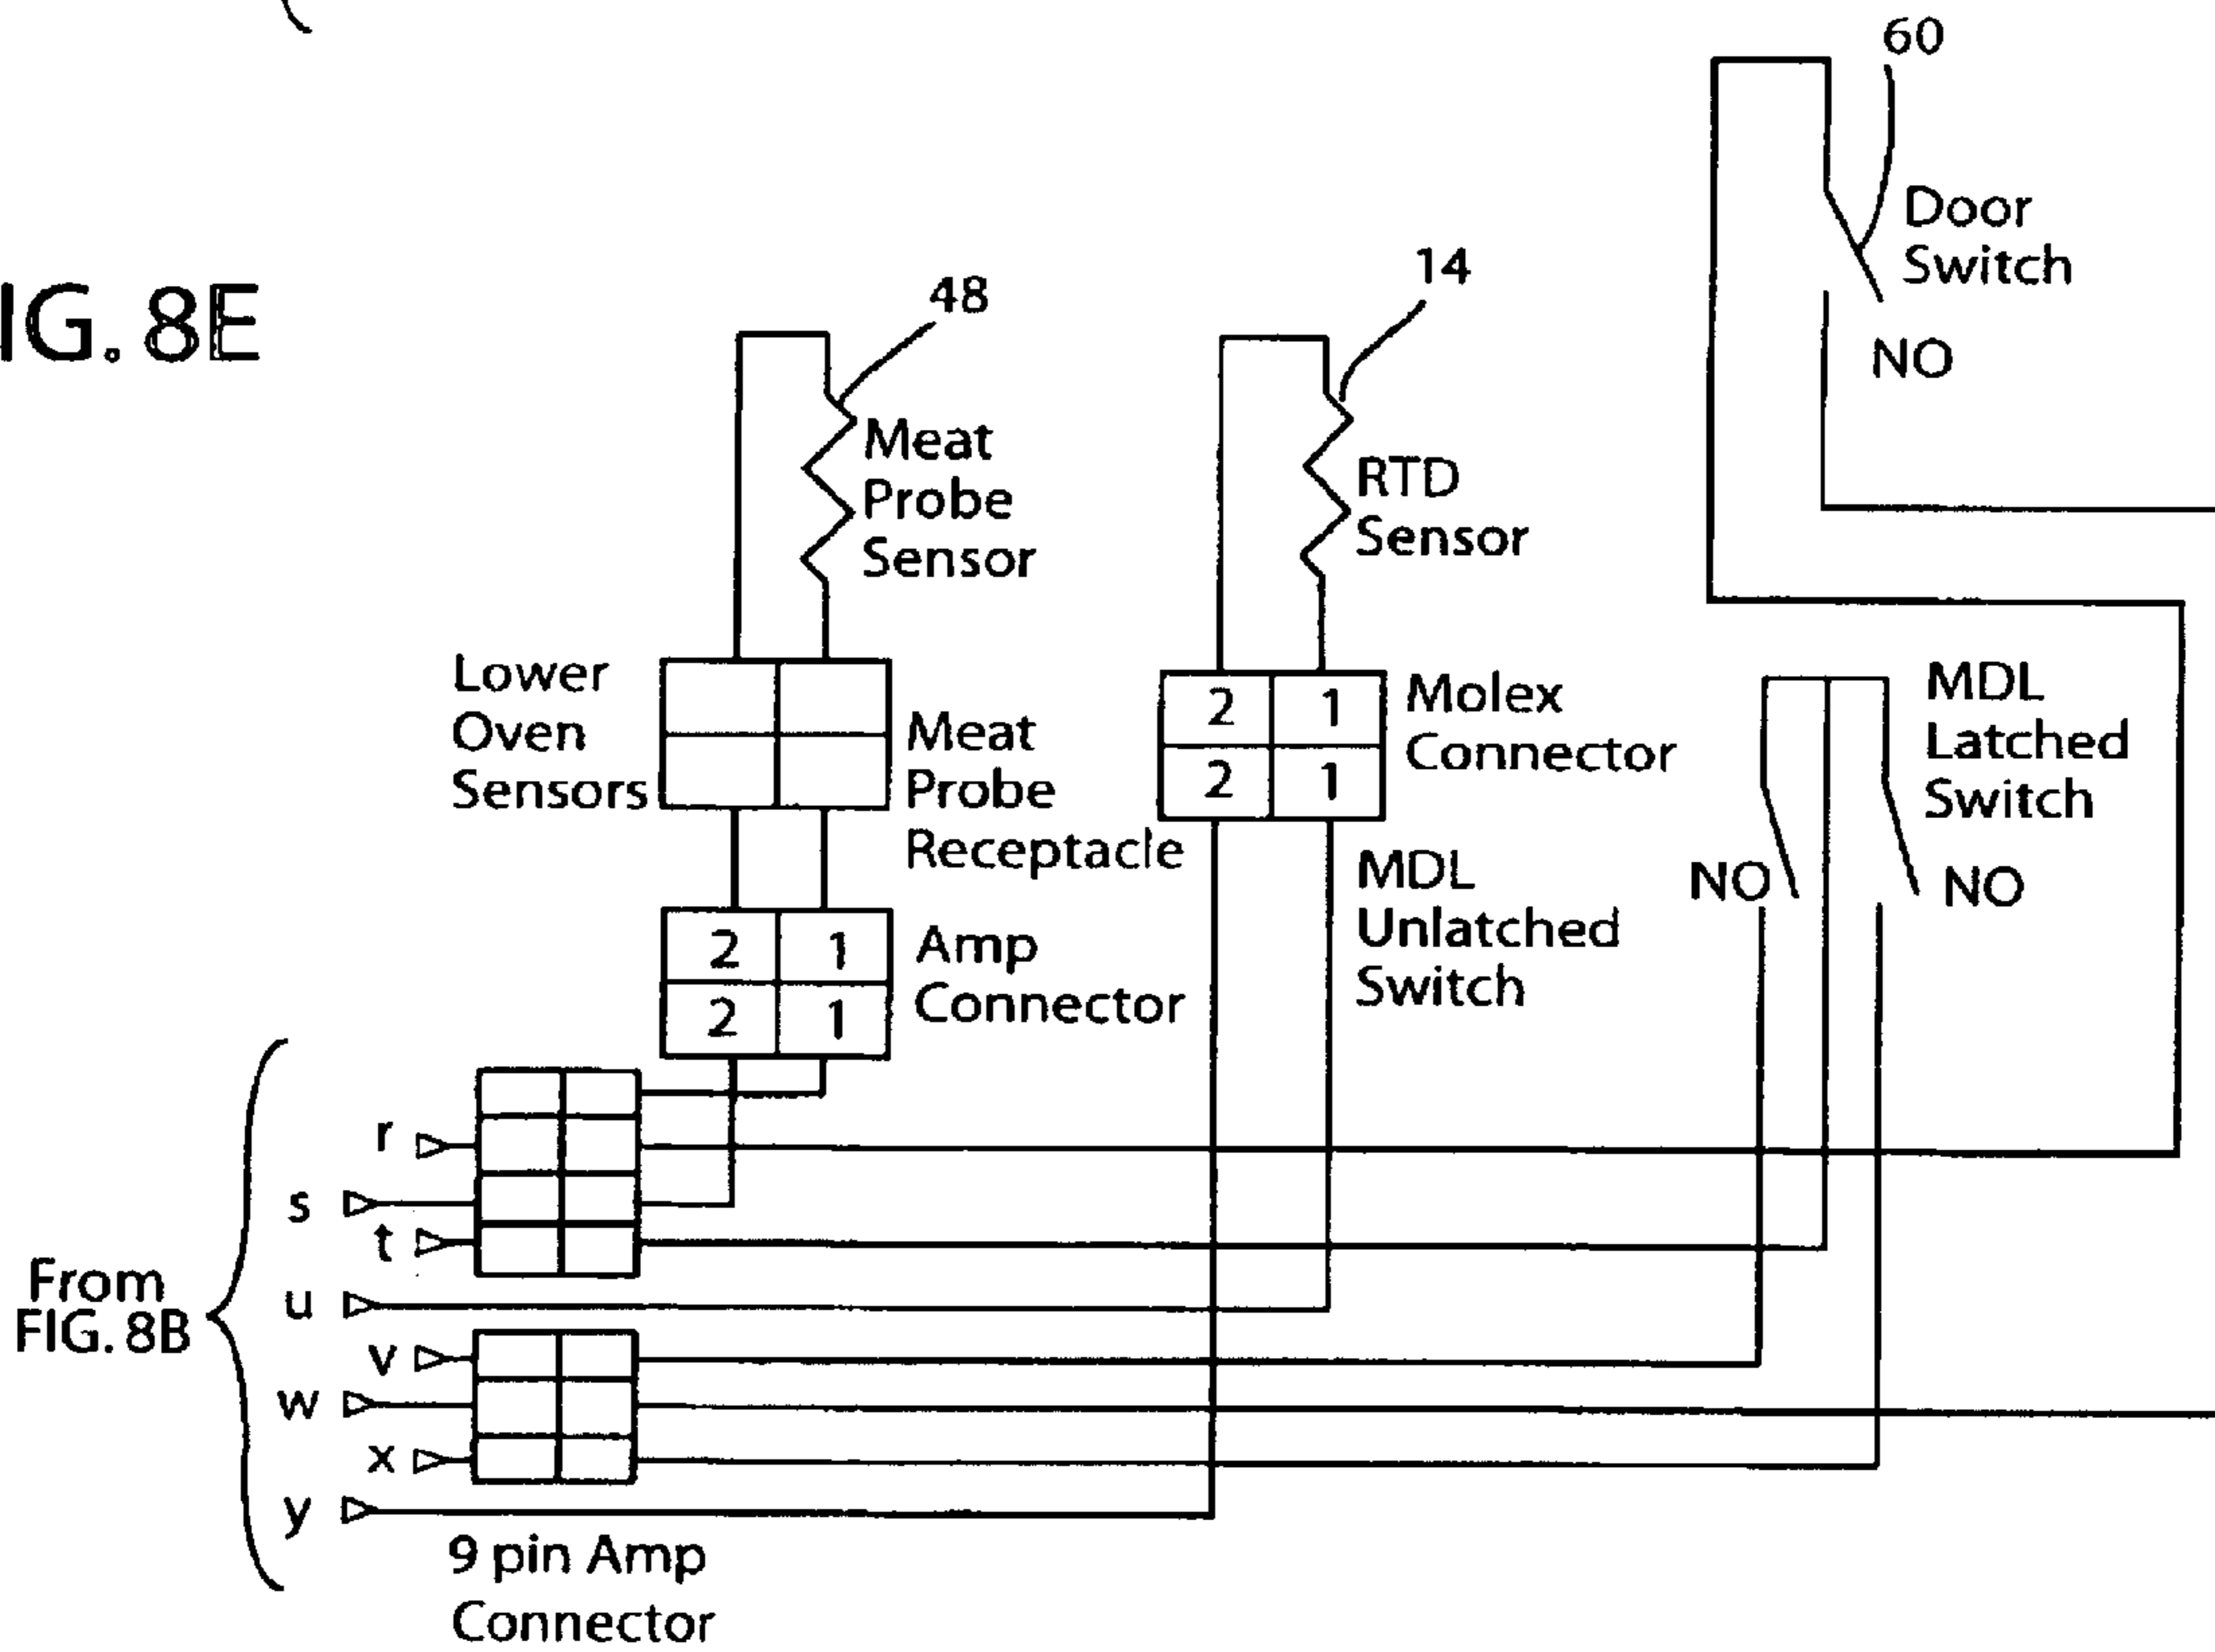 60
Door
Switch
NO
IG. 8E
48
14
Meat
Probe
Sensor
RTD
Sensor
Lower
Oven
Sensors
Meat
Probe
Receptacle
2 1
2 1
Molex
Connector
MDL
Latched
Switch
NO
NO
MDL
Unlatched
Switch
2 1
2 1
Amp
Connector
r
s
t
u
v
w
x
y
From
FIG. 8B
9 pin Amp
Connector